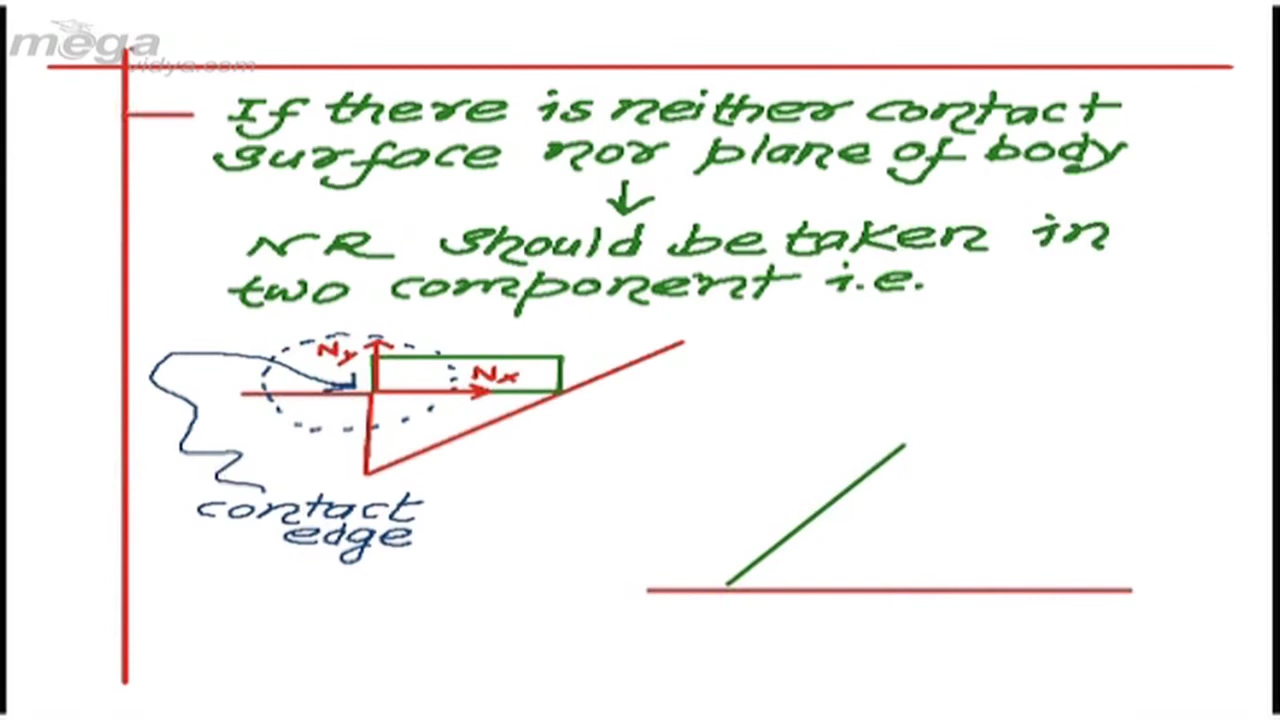 mega
vidya.com
If there is neither contact
surface nor plane of body
↓
NR should be taken in
two component i.e.
Ny
Nx
contact
edge